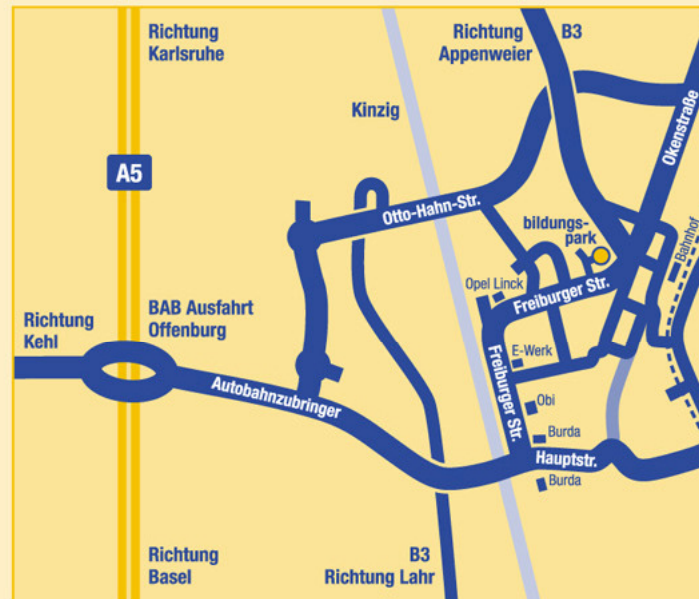 Richtung
Karlsruhe
Richtung
Appenweier
B3
Kinzig
Okenstraße
A5
Otto-Hahn-Str.
bildungs-
park
Bahnhof
Opel Linck
Freiburger Str.
BAB Ausfahrt
Offenburg
Richtung
Kehl
E-Werk
Freiburger Str.
Autobahnzubringer
Obi
Burda
Hauptstr.
Burda
Richtung
Basel
B3
Richtung Lahr